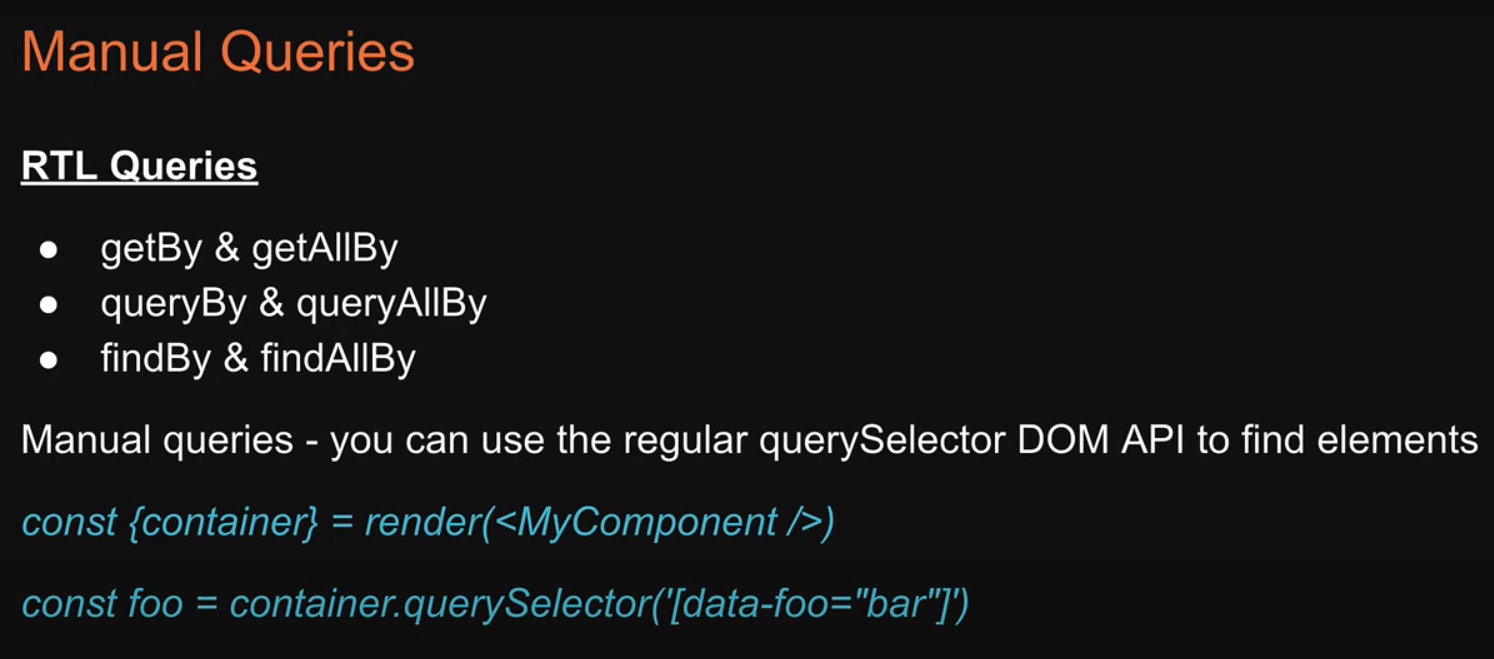 Manual Queries
RTL Queries
● getBy & getAllBy
● queryBy & queryAllBy
● findBy & findAllBy
Manual queries - you can use the regular querySelector DOM API to find elements
const {container} = render(<MyComponent />)
const foo = container.querySelector('[data-foo="bar"]')